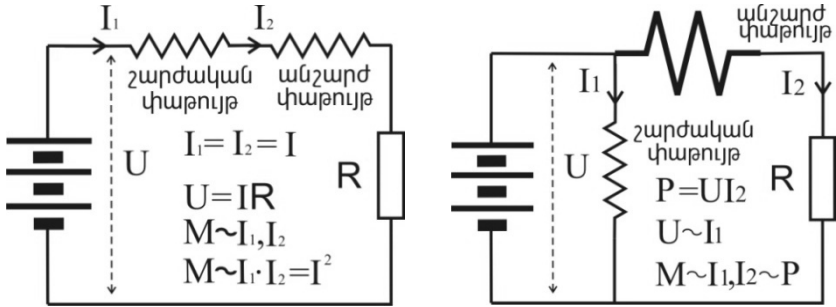 I₁
I₂
շարժական
փաթույթ
անշարժ
փաթույթ
U
I₁= I₂= I
R
U=IR
M~I₁,I₂
M~I₁·I₂=I²
անշարժ
փաթույթ
I₁
I₂
շարժական
փաթույթ
U
P=UI₂
R
U~I₁
M~I₁,I₂~P